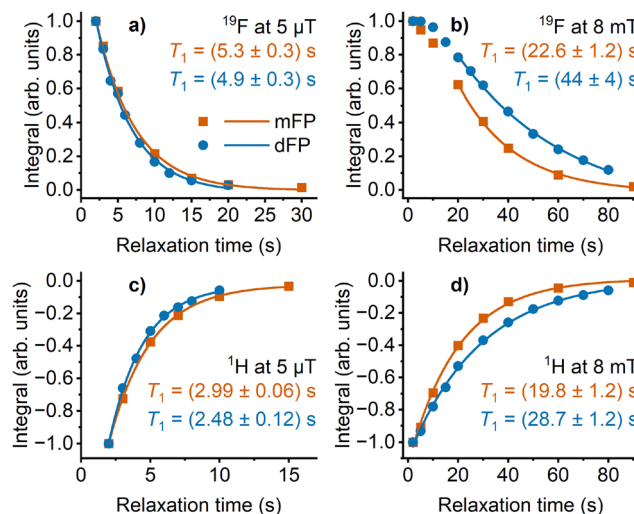 a)
¹⁹F at 5 µT
T₁ = (5.3 ± 0.3) s
T₁ = (4.9 ± 0.3) s
mFP
dFP
Integral (arb. units)
1.0
0.8
0.6
0.4
0.2
0.0
5 10 15 20 25 30
Relaxation time (s)
b)
¹⁹F at 8 mT
T₁ = (22.6 ± 1.2) s
T₁ = (44 ± 4) s
Integral (arb. units)
1.0
0.8
0.6
0.4
0.2
0.0
0 20 40 60 80
Relaxation time (s)
c)
¹H at 5 µT
T₁ = (2.99 ± 0.06) s
T₁ = (2.48 ± 0.12) s
Integral (arb. units)
0.0
−0.2
−0.4
−0.6
−0.8
−1.0
0 5 10 15
Relaxation time (s)
d)
¹H at 8 mT
T₁ = (19.8 ± 1.2) s
T₁ = (28.7 ± 1.2) s
Integral (arb. units)
0.0
−0.2
−0.4
−0.6
−0.8
−1.0
0 20 40 60 80
Relaxation time (s)